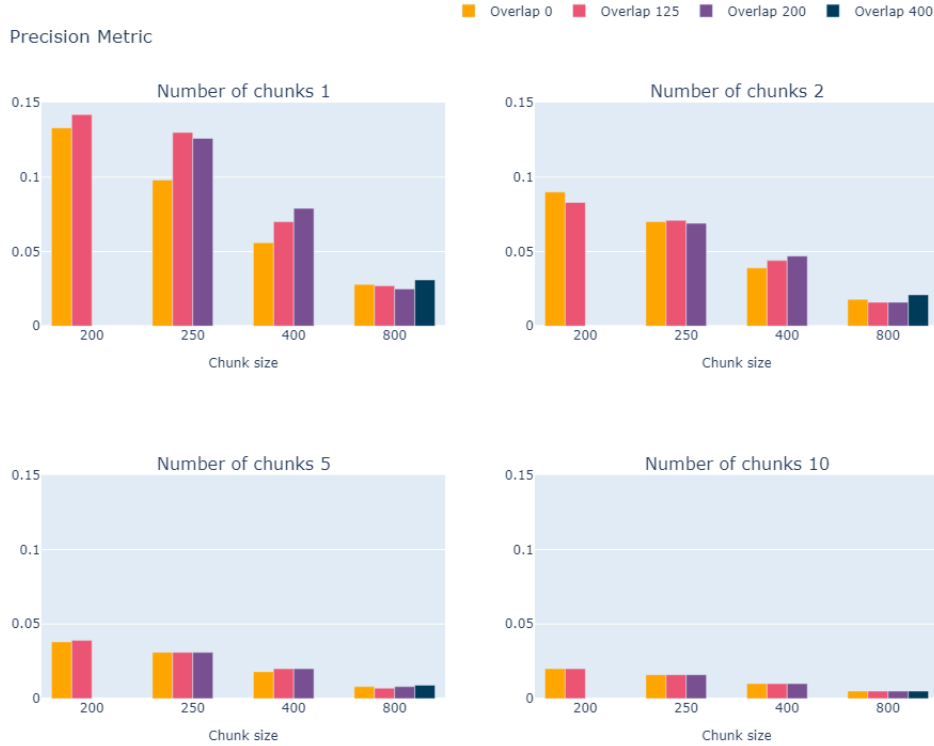 Overlap 0 Overlap 125 Overlap 200 Overlap 400
Precision Metric
Number of chunks 1
0.15
0.1
0.05
0
200 250 400 800
Chunk size
Number of chunks 2
0.15
0.1
0.05
0
200 250 400 800
Chunk size
Number of chunks 5
0.15
0.1
0.05
0
200 250 400 800
Chunk size
Number of chunks 10
0.15
0.1
0.05
0
200 250 400 800
Chunk size